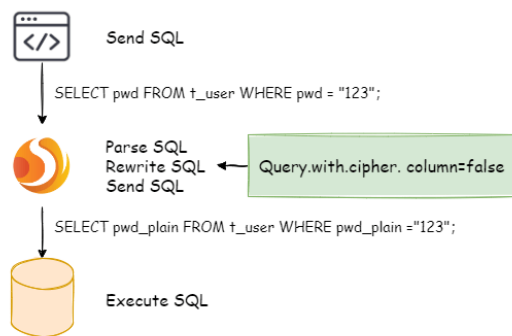 Send SQL
SELECT pwd FROM t_user WHERE pwd = "123";
Parse SQL
Rewrite SQL
Send SQL
Query.with.cipher. column=false
SELECT pwd_plain FROM t_user WHERE pwd_plain ="123";
Execute SQL